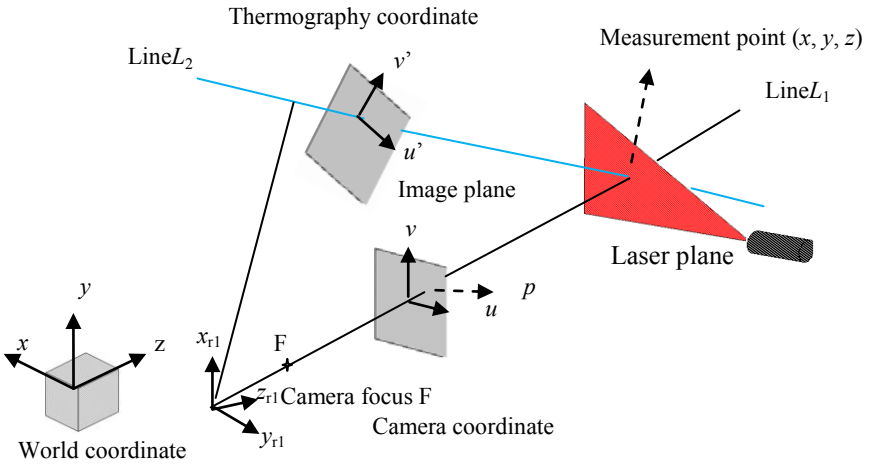 Thermography coordinate
Measurement point (x, y, z)
LineL2
v’
LineL1
u’
Image plane
Laser plane
v
p
u
y
x
z
xr1
F
zr1 Camera focus F
yr1
Camera coordinate
World coordinate